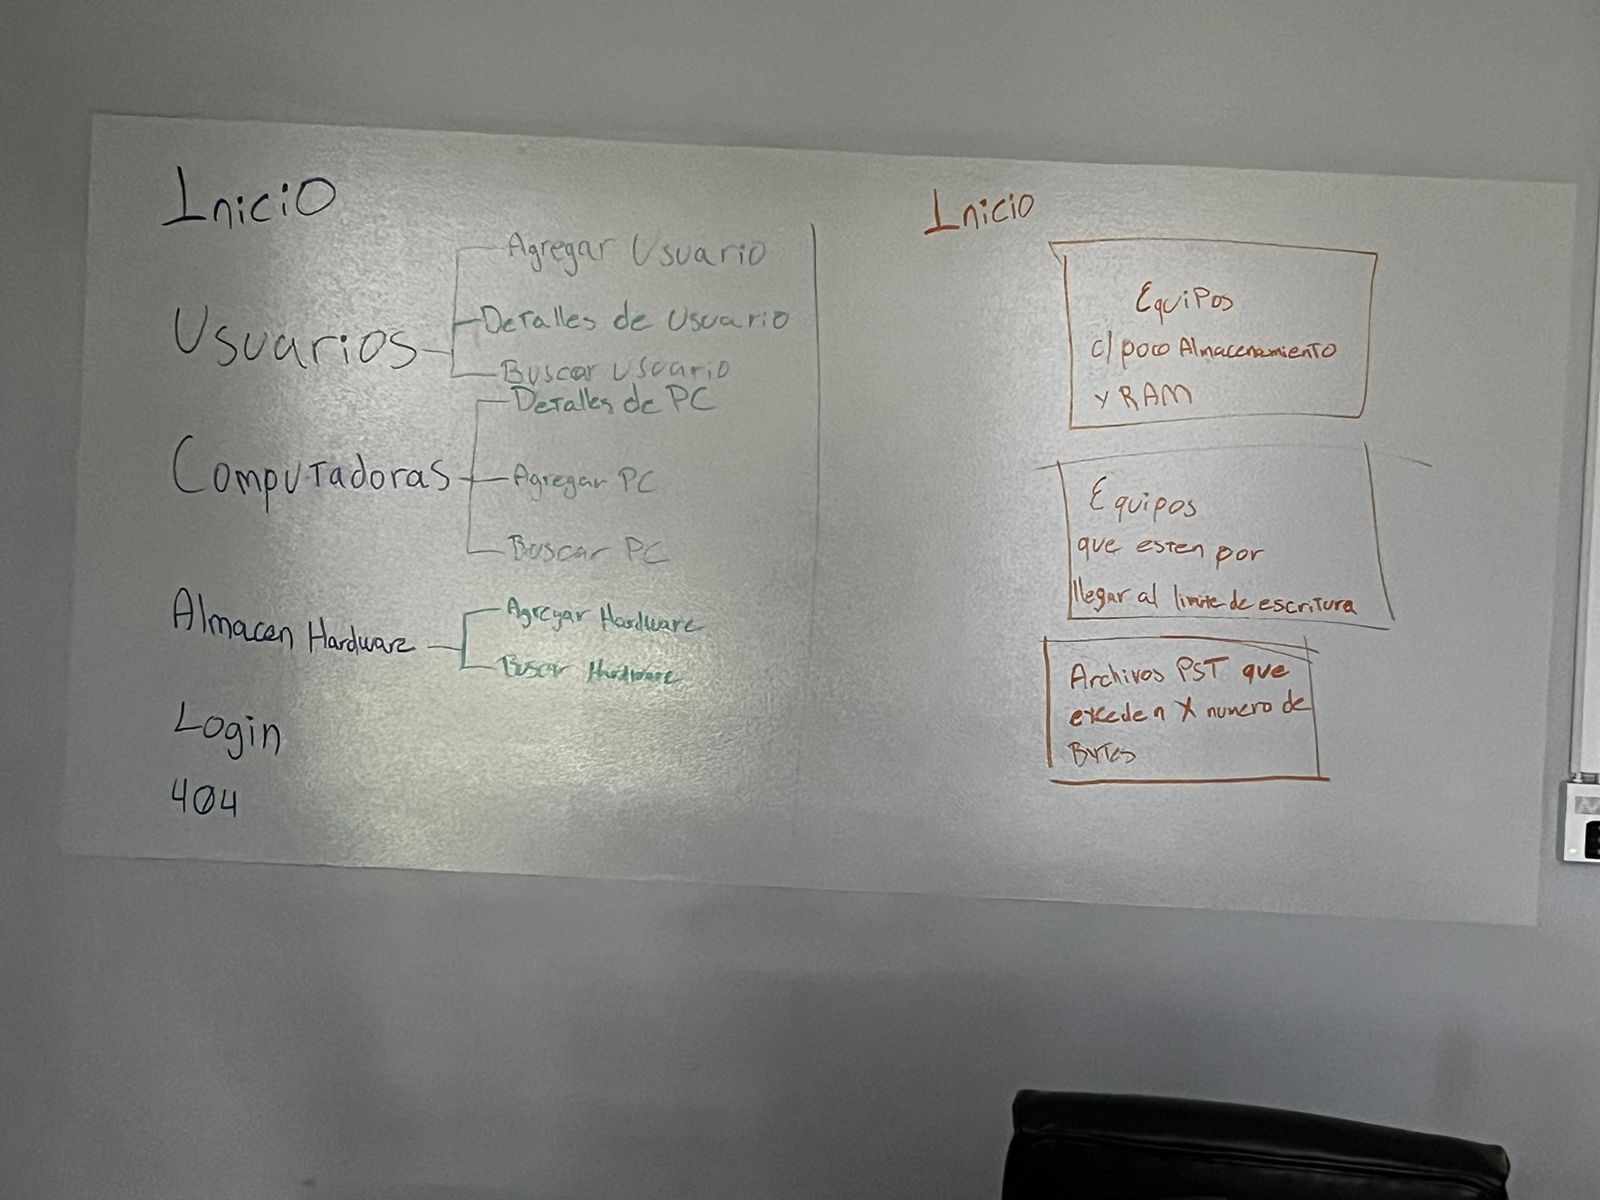 Inicio
Usuarios
Agregar Usuario
Detalles de Usuario
Buscar Usuario
Computadoras
Detalles de PC
Agregar PC
Buscar PC
Almacen Hardware
Agregar Hardware
Buscar Hardware
Login
404
Inicio
Equipos
c/ poco Almacenamiento
y RAM
Equipos
que esten por
llegar al limite de escritura
Archivos PST que
exceden X numero de
Bytes